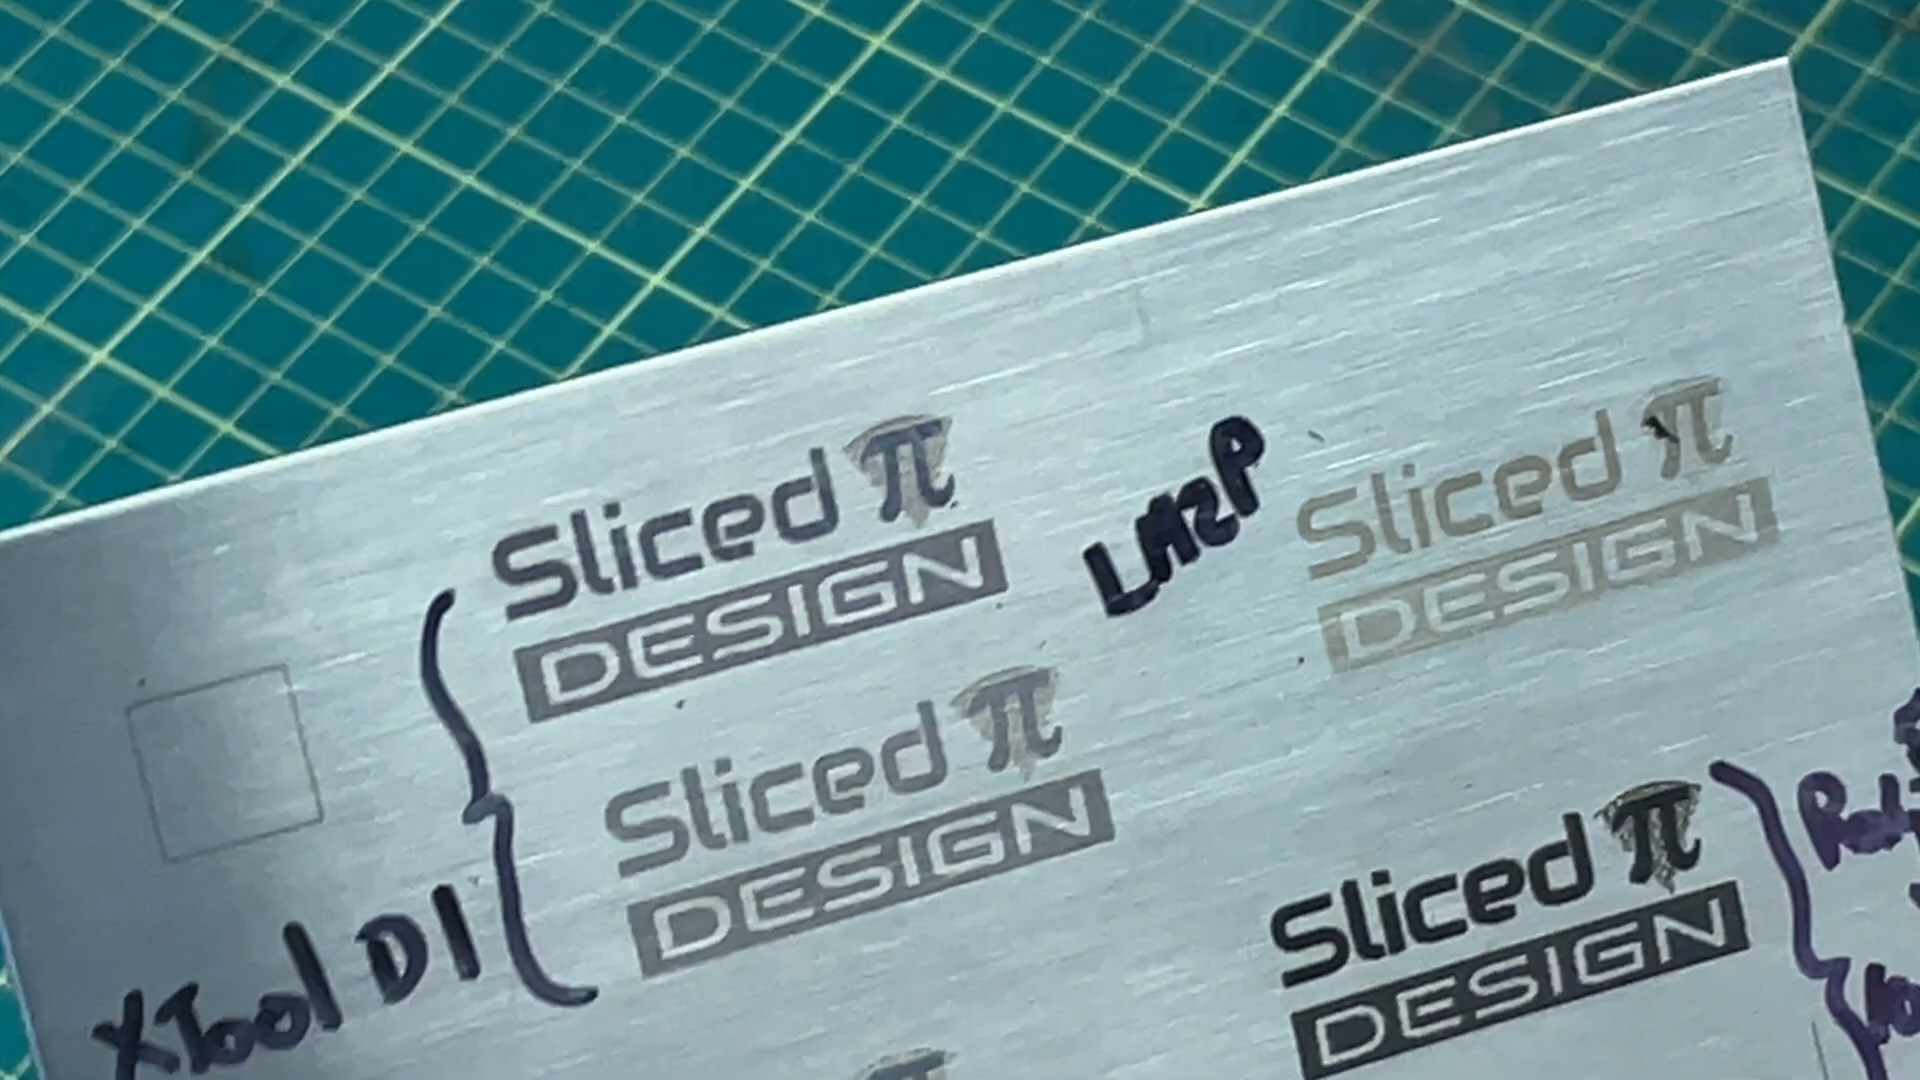 Sliced π
DESIGN
LM2P
Sliced π
DESIGN
XTool D1
Sliced π
DESIGN
Sliced π
DESIGN